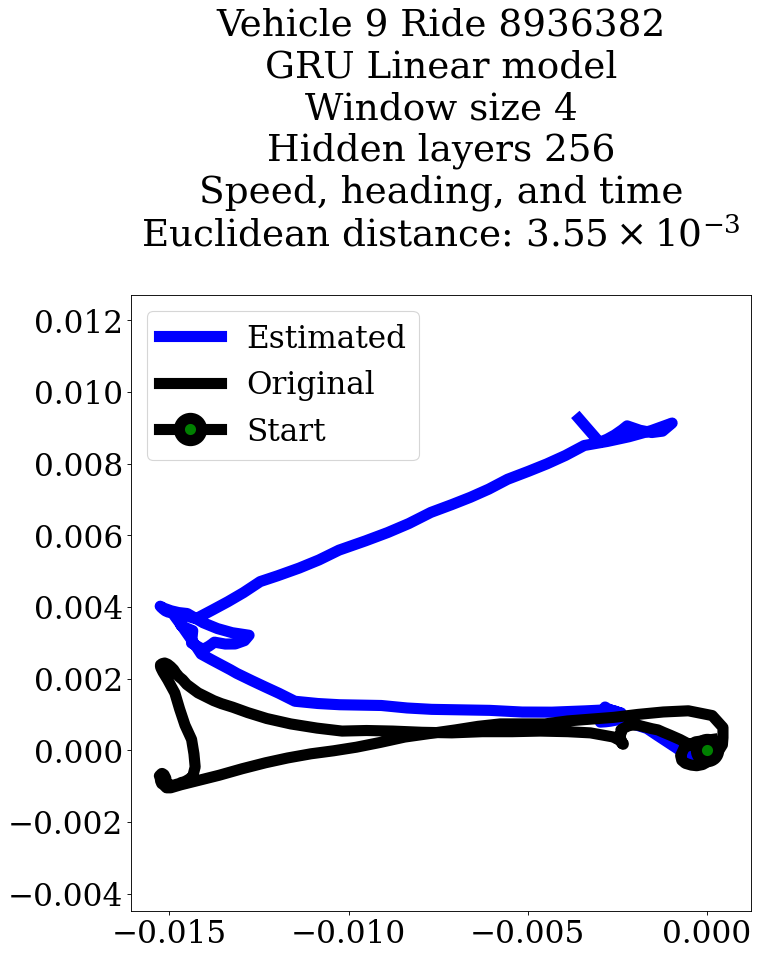 Vehicle 9 Ride 8936382
GRU Linear model
Window size 4
Hidden layers 256
Speed, heading, and time
Euclidean distance: 3.55 × 10⁻³
Estimated
Original
Start
0.012
0.010
0.008
0.006
0.004
0.002
0.000
−0.002
−0.004
−0.015
−0.010
−0.005
0.000